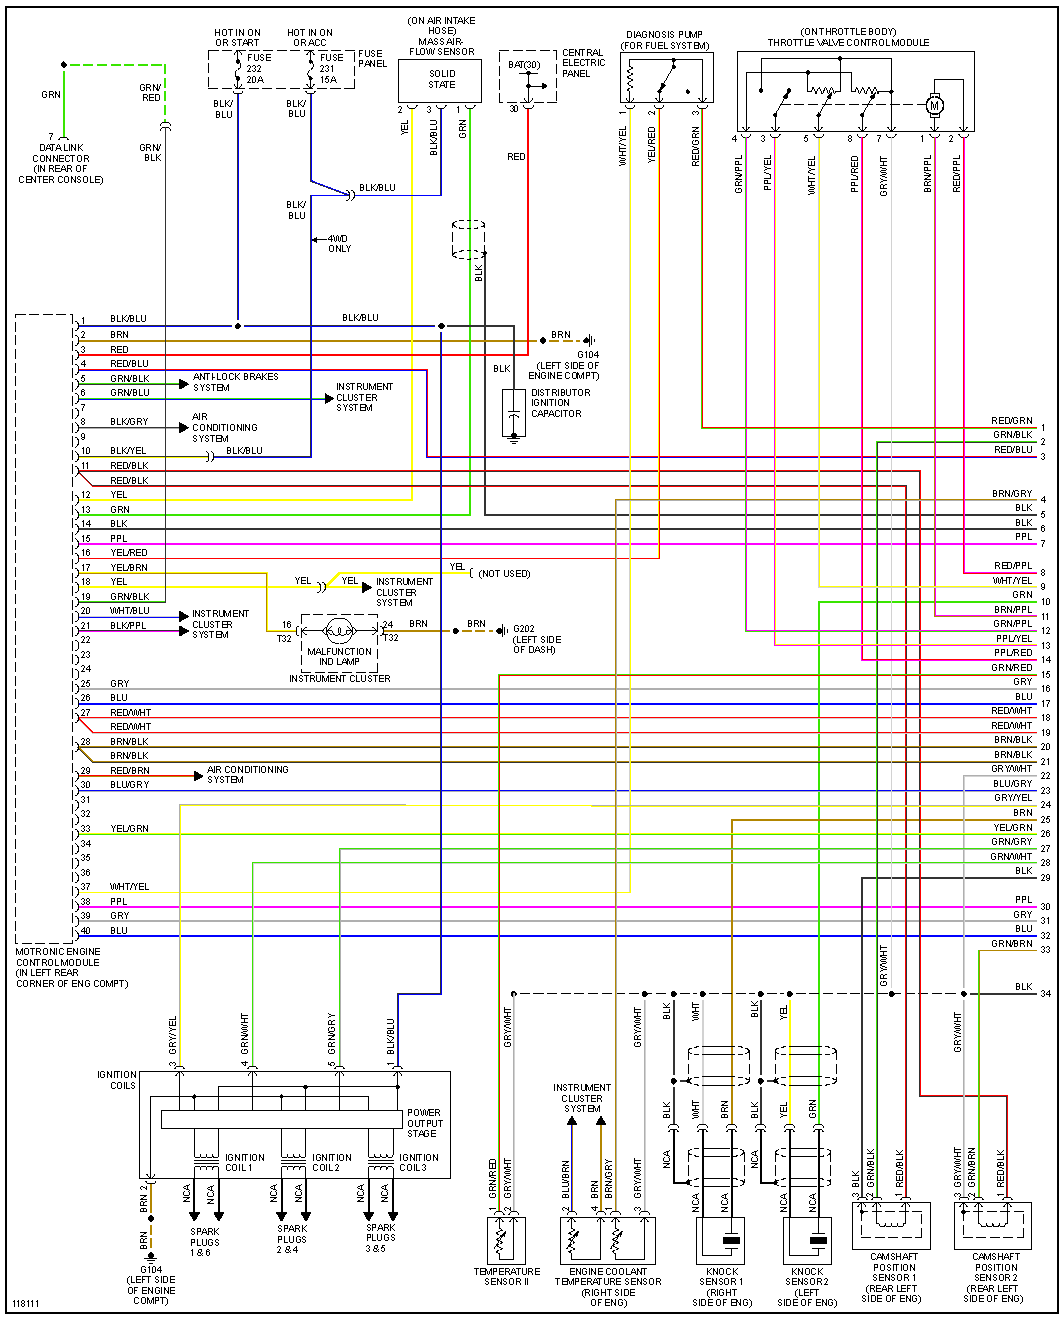 HOT IN ON
OR START
HOT IN ON
OR ACC
FUSE
232
20A
FUSE
231
15A
FUSE
PANEL
(ON AIR INTAKE
HOSE)
MASS AIR-
FLOW SENSOR
SOLID
STATE
BAT(30)
30
CENTRAL
ELECTRIC
PANEL
DIAGNOSIS PUMP
(FOR FUEL SYSTEM)
(ON THROTTLE BODY)
THROTTLE VALVE CONTROL MODULE
M
GRN
GRN/
RED
7
DATA LINK
CONNECTOR
(IN REAR OF
CENTER CONSOLE)
GRN/
BLK
BLK/
BLU
BLK/
BLU
BLK/
BLU
BLK/BLU
4WD
ONLY
2
3
1
YEL
BLK/BLU
GRN
BLK
RED
1
2
3
WHT/YEL
YEL/RED
RED/GRN
4
3
5
8
7
1
2
GRN/PPL
PPL/YEL
WHT/YEL
PPL/RED
GRY/WHT
BRN/PPL
RED/PPL
1 BLK/BLU
BLK/BLU
2 BRN
BRN
G104
(LEFT SIDE OF
ENGINE COMPT)
3 RED
4 RED/BLU
5 GRN/BLK
ANTI-LOCK BRAKES
SYSTEM
6 GRN/BLU
INSTRUMENT
CLUSTER
SYSTEM
BLK
DISTRIBUTOR
IGNITION
CAPACITOR
7
8 BLK/GRY
AIR
CONDITIONING
SYSTEM
9
10 BLK/YEL
BLK/BLU
11 RED/BLK
RED/BLK
12 YEL
13 GRN
14 BLK
15 PPL
16 YEL/RED
17 YEL/BRN
18 YEL
YEL
YEL
YEL
(NOT USED)
INSTRUMENT
CLUSTER
SYSTEM
19 GRN/BLK
20 WHT/BLU
21 BLK/PPL
INSTRUMENT
CLUSTER
SYSTEM
16
T32
24
T32
MALFUNCTION
IND LAMP
INSTRUMENT CLUSTER
BRN
BRN
G202
(LEFT SIDE
OF DASH)
22
23
24
25 GRY
26 BLU
27 RED/WHT
RED/WHT
28 BRN/BLK
BRN/BLK
29 RED/BRN
AIR CONDITIONING
SYSTEM
30 BLU/GRY
31
32
33 YEL/GRN
34
35
36
37 WHT/YEL
38 PPL
39 GRY
40 BLU
MOTRONIC ENGINE
CONTROL MODULE
(IN LEFT REAR
CORNER OF ENG COMPT)
RED/GRN 1
GRN/BLK 2
RED/BLU 3
BRN/GRY 4
BLK 5
BLK 6
PPL 7
RED/PPL 8
WHT/YEL 9
GRN 10
BRN/PPL 11
GRN/PPL 12
PPL/YEL 13
PPL/RED 14
GRN/RED 15
GRY 16
BLU 17
RED/WHT 18
RED/WHT 19
BRN/BLK 20
BRN/BLK 21
GRY/WHT 22
BLU/GRY 23
GRY/YEL 24
BRN 25
YEL/GRN 26
GRN/GRY 27
GRN/WHT 28
BLK 29
PPL 30
GRY 31
BLU 32
GRN/BRN 33
BLK 34
GRY/WHT
GRY/YEL
GRN/WHT
GRN/GRY
BLK/BLU
3
4
5
1
IGNITION
COILS
POWER
OUTPUT
STAGE
IGNITION
COIL 1
IGNITION
COIL 2
IGNITION
COIL 3
NCA
NCA
NCA
NCA
NCA
NCA
SPARK
PLUGS
1 & 6
SPARK
PLUGS
2 & 4
SPARK
PLUGS
3 & 5
2
BRN
BRN
G104
(LEFT SIDE
OF ENGINE
COMPT)
GRY/WHT
GRN/RED
GRY/WHT
1
2
TEMPERATURE
SENSOR II
INSTRUMENT
CLUSTER
SYSTEM
GRY/WHT
BLU/BRN
BRN
BRN/GRY
GRY/WHT
2
4
1
3
ENGINE COOLANT
TEMPERATURE SENSOR
(RIGHT SIDE
OF ENG)
BLK
WHT
BLK
WHT
BRN
NCA
NCA
NCA
KNOCK
SENSOR 1
(RIGHT
SIDE OF ENG)
BLK
YEL
BLK
YEL
GRN
NCA
NCA
NCA
KNOCK
SENSOR 2
(LEFT
SIDE OF ENG)
BLK
GRN/BLK
RED/BLK
3
2
1
CAMSHAFT
POSITION
SENSOR 1
(REAR LEFT
SIDE OF ENG)
GRY/WHT
GRY/WHT
GRN/BRN
RED/BLK
3
2
1
CAMSHAFT
POSITION
SENSOR 2
(REAR LEFT
SIDE OF ENG)
118111